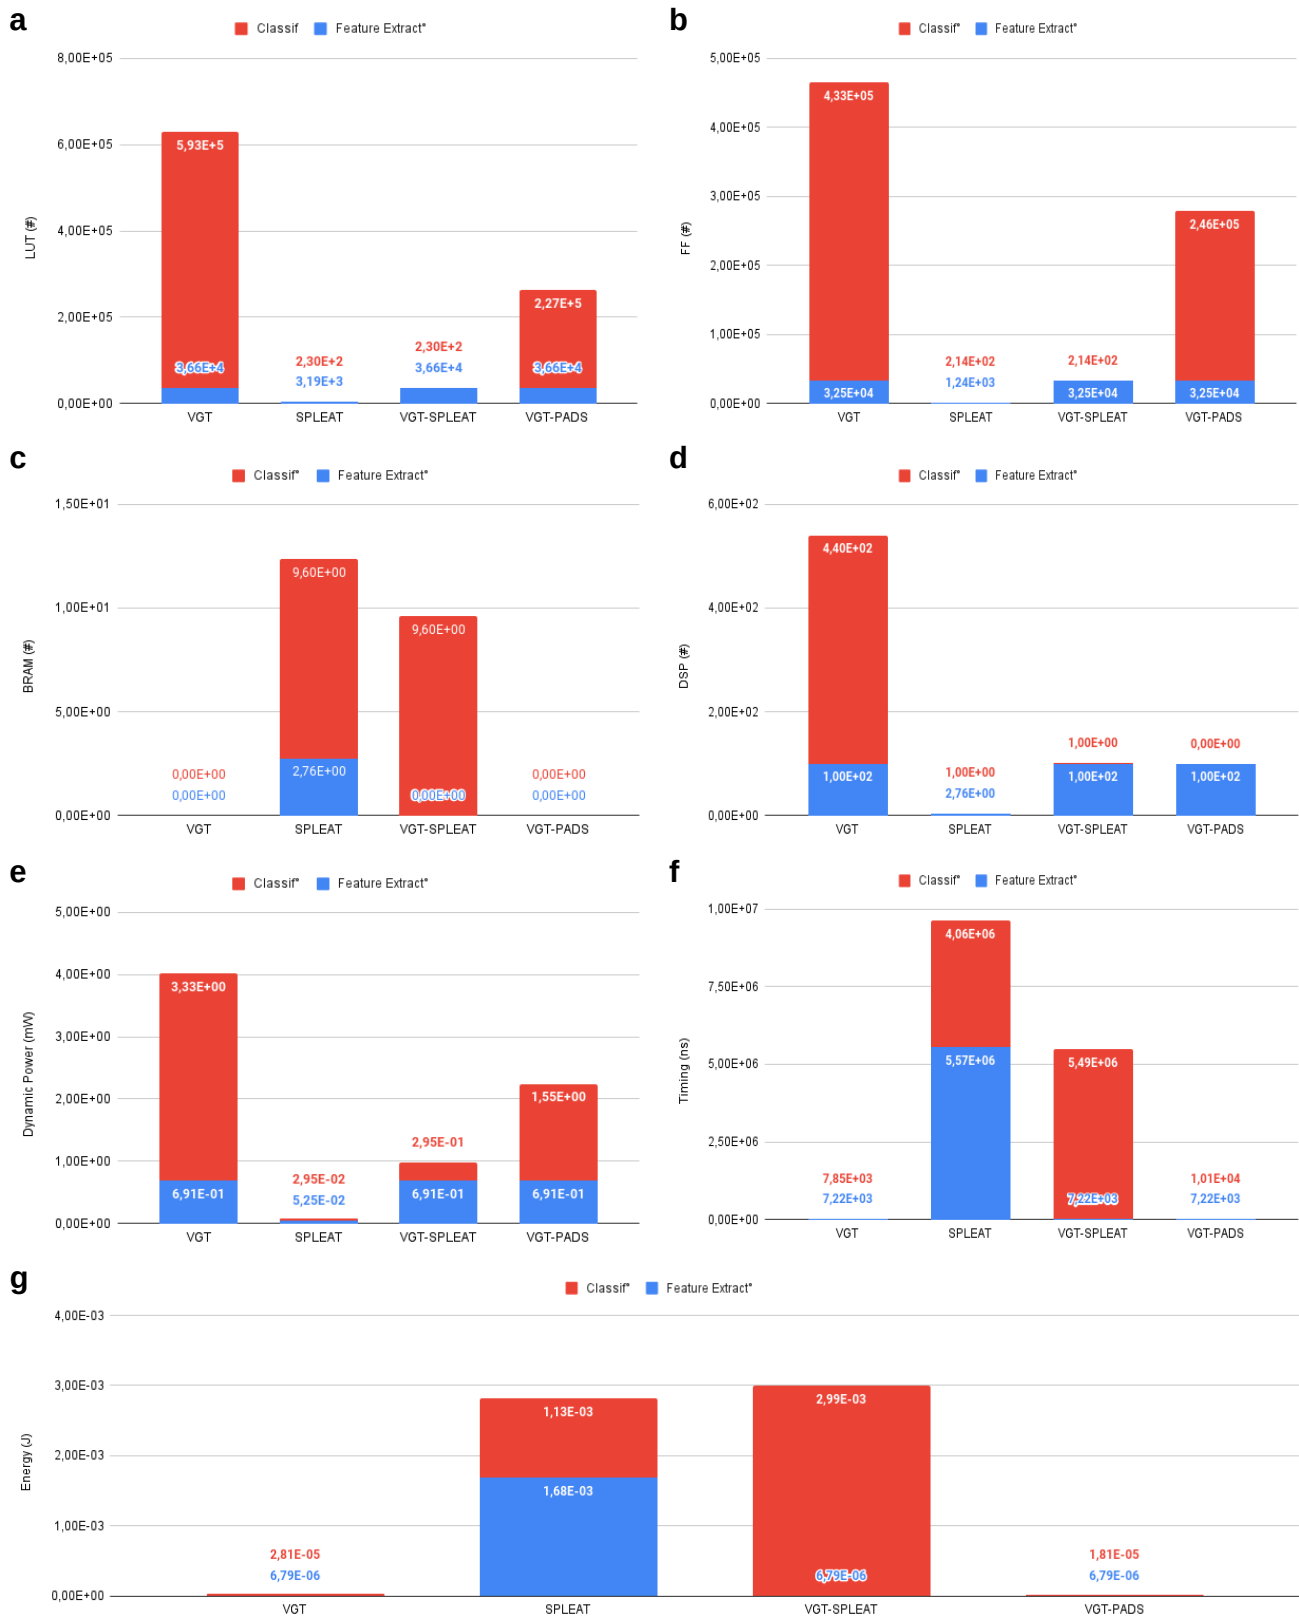 a
Classif Feature Extract°
8,00E+05
6,00E+05
4,00E+05
2,00E+05
0,00E+00
LUT (#)
5,93E+5
3,66E+4
2,30E+2
3,19E+3
2,30E+2
3,66E+4
2,27E+5
3,66E+4
VGT SPLEAT VGT-SPLEAT VGT-PADS
b
Classif° Feature Extract°
5,00E+05
4,00E+05
3,00E+05
2,00E+05
1,00E+05
0,00E+00
FF (#)
4,33E+05
3,25E+04
2,14E+02
1,24E+03
2,14E+02
3,25E+04
2,46E+05
3,25E+04
VGT SPLEAT VGT-SPLEAT VGT-PADS
c
Classif° Feature Extract°
1,50E+01
1,00E+01
5,00E+00
0,00E+00
BRAM (#)
0,00E+00
0,00E+00
9,60E+00
2,76E+00
9,60E+00
0,00E+00
0,00E+00
0,00E+00
VGT SPLEAT VGT-SPLEAT VGT-PADS
d
Classif° Feature Extract°
6,00E+02
4,00E+02
2,00E+02
0,00E+00
DSP (#)
4,40E+02
1,00E+02
1,00E+00
2,76E+00
1,00E+00
1,00E+02
0,00E+00
1,00E+02
VGT SPLEAT VGT-SPLEAT VGT-PADS
e
Classif° Feature Extract°
5,00E+00
4,00E+00
3,00E+00
2,00E+00
1,00E+00
0,00E+00
Dynamic Power (mW)
3,33E+00
6,91E-01
2,95E-02
5,25E-02
2,95E-01
6,91E-01
1,55E+00
6,91E-01
VGT SPLEAT VGT-SPLEAT VGT-PADS
f
Classif° Feature Extract°
1,00E+07
7,50E+06
5,00E+06
2,50E+06
0,00E+00
Timing (ns)
7,85E+03
7,22E+03
4,06E+06
5,57E+06
5,49E+06
7,22E+03
1,01E+04
7,22E+03
VGT SPLEAT VGT-SPLEAT VGT-PADS
g
Classif° Feature Extract°
4,00E-03
3,00E-03
2,00E-03
1,00E-03
0,00E+00
Energy (J)
2,81E-05
6,79E-06
1,13E-03
1,68E-03
2,99E-03
6,79E-06
1,81E-05
6,79E-06
VGT SPLEAT VGT-SPLEAT VGT-PADS